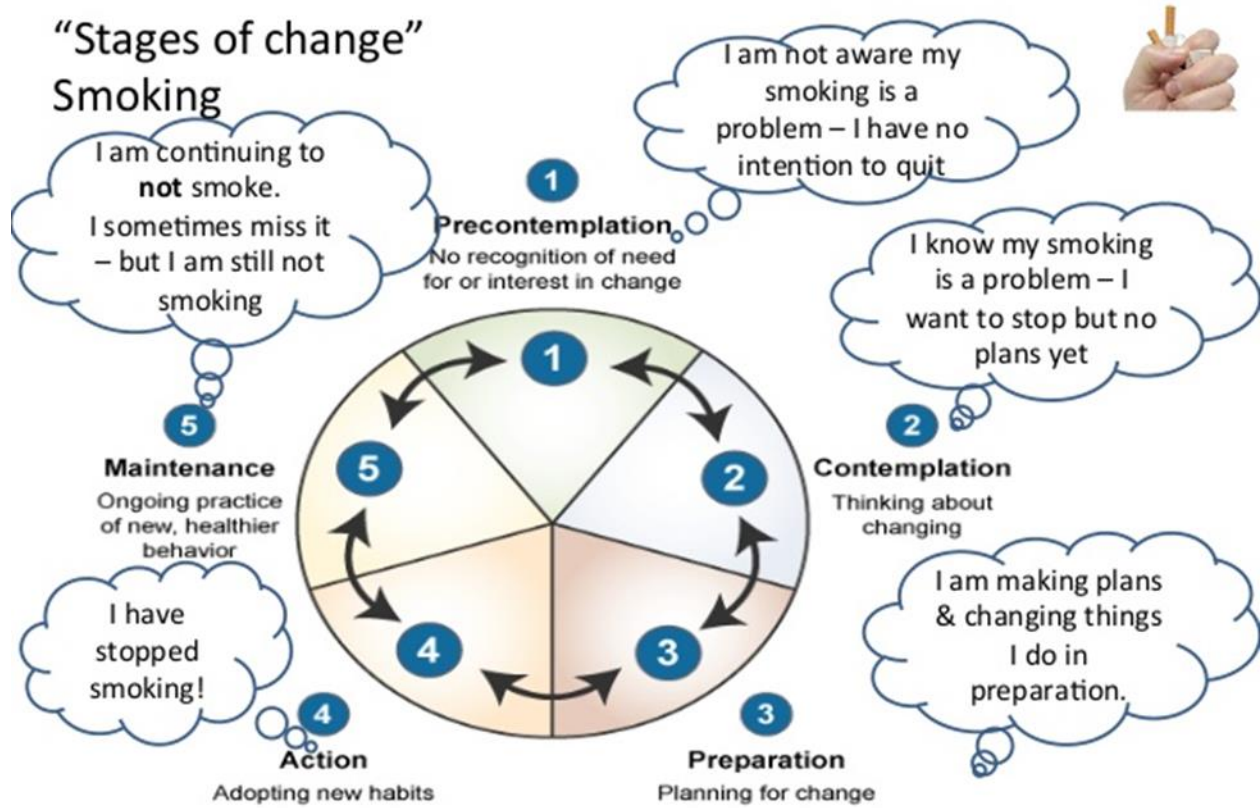 “Stages of change”
Smoking
I am not aware my
smoking is a
problem – I have no
intention to quit
1
Precontemplation
No recognition of need
for or interest in change
I know my smoking
is a problem – I
want to stop but no
plans yet
2
Contemplation
Thinking about
changing
I am making plans
& changing things
I do in
preparation.
3
Preparation
Planning for change
I have
stopped
smoking!
4
Action
Adopting new habits
I am continuing to
not smoke.
I sometimes miss it
– but I am still not
smoking
5
Maintenance
Ongoing practice
of new, healthier
behavior
1
2
3
4
5